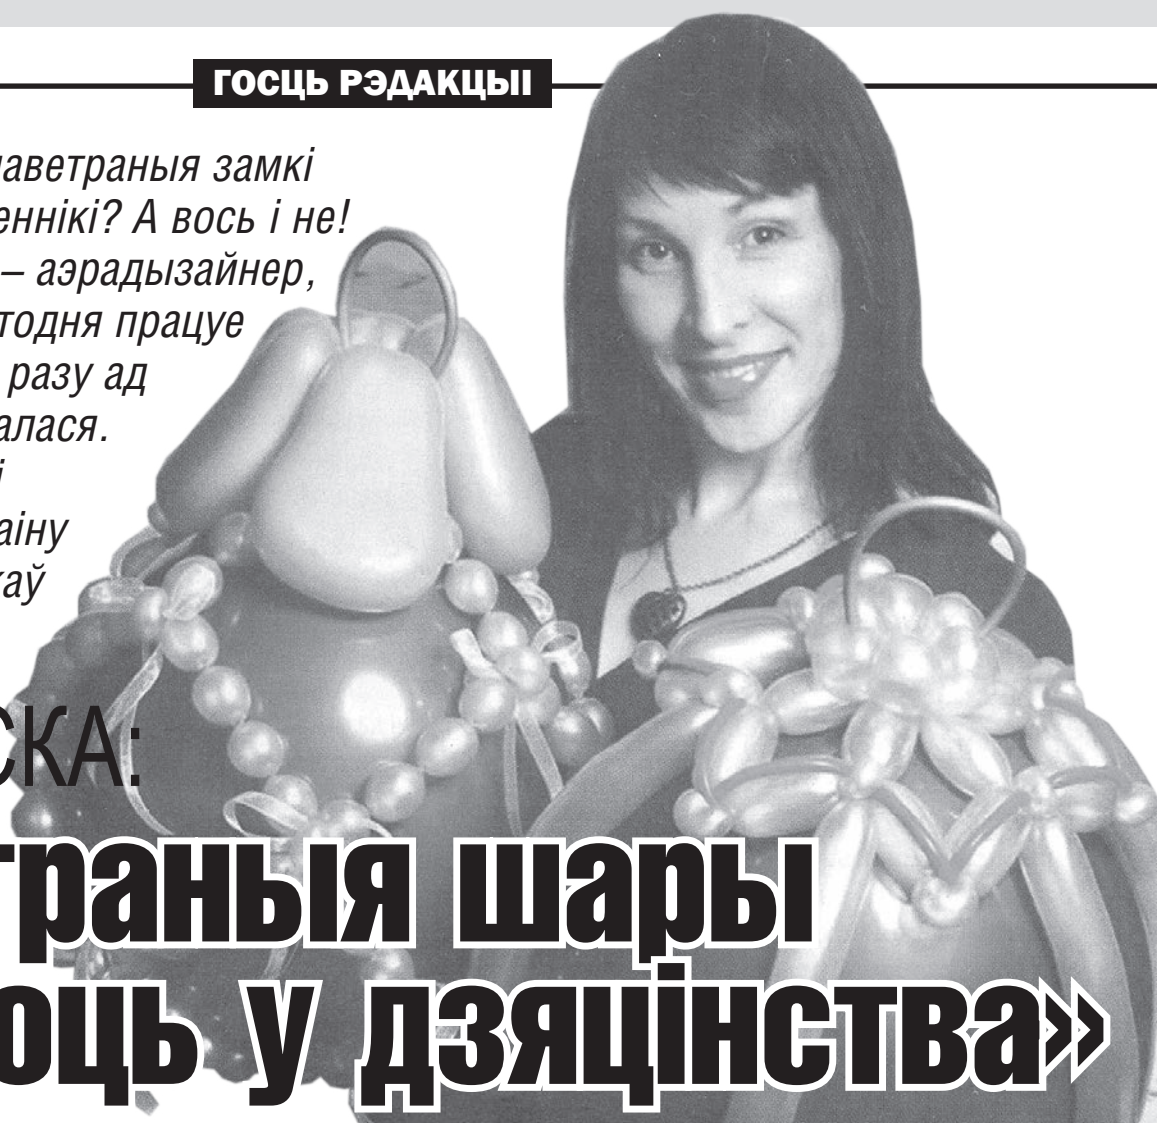 ГОСЦЬ РЭДАКЦЫІ
аветраныя замкі
еннікі? А вось і не!
– аэрадызайнер,
тодня працуе
разу ад
алася.
і
аіну
каў
СКА:
траныя шары
оць у дзяцінства»